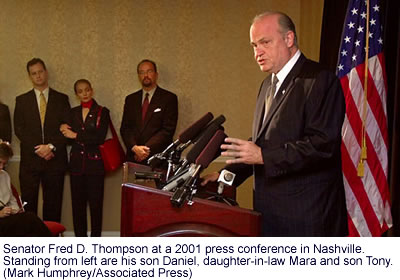 Senator Fred D. Thompson at a 2001 press conference in Nashville.
Standing from left are his son Daniel, daughter-in-law Mara and son Tony.
(Mark Humphrey/Associated Press)